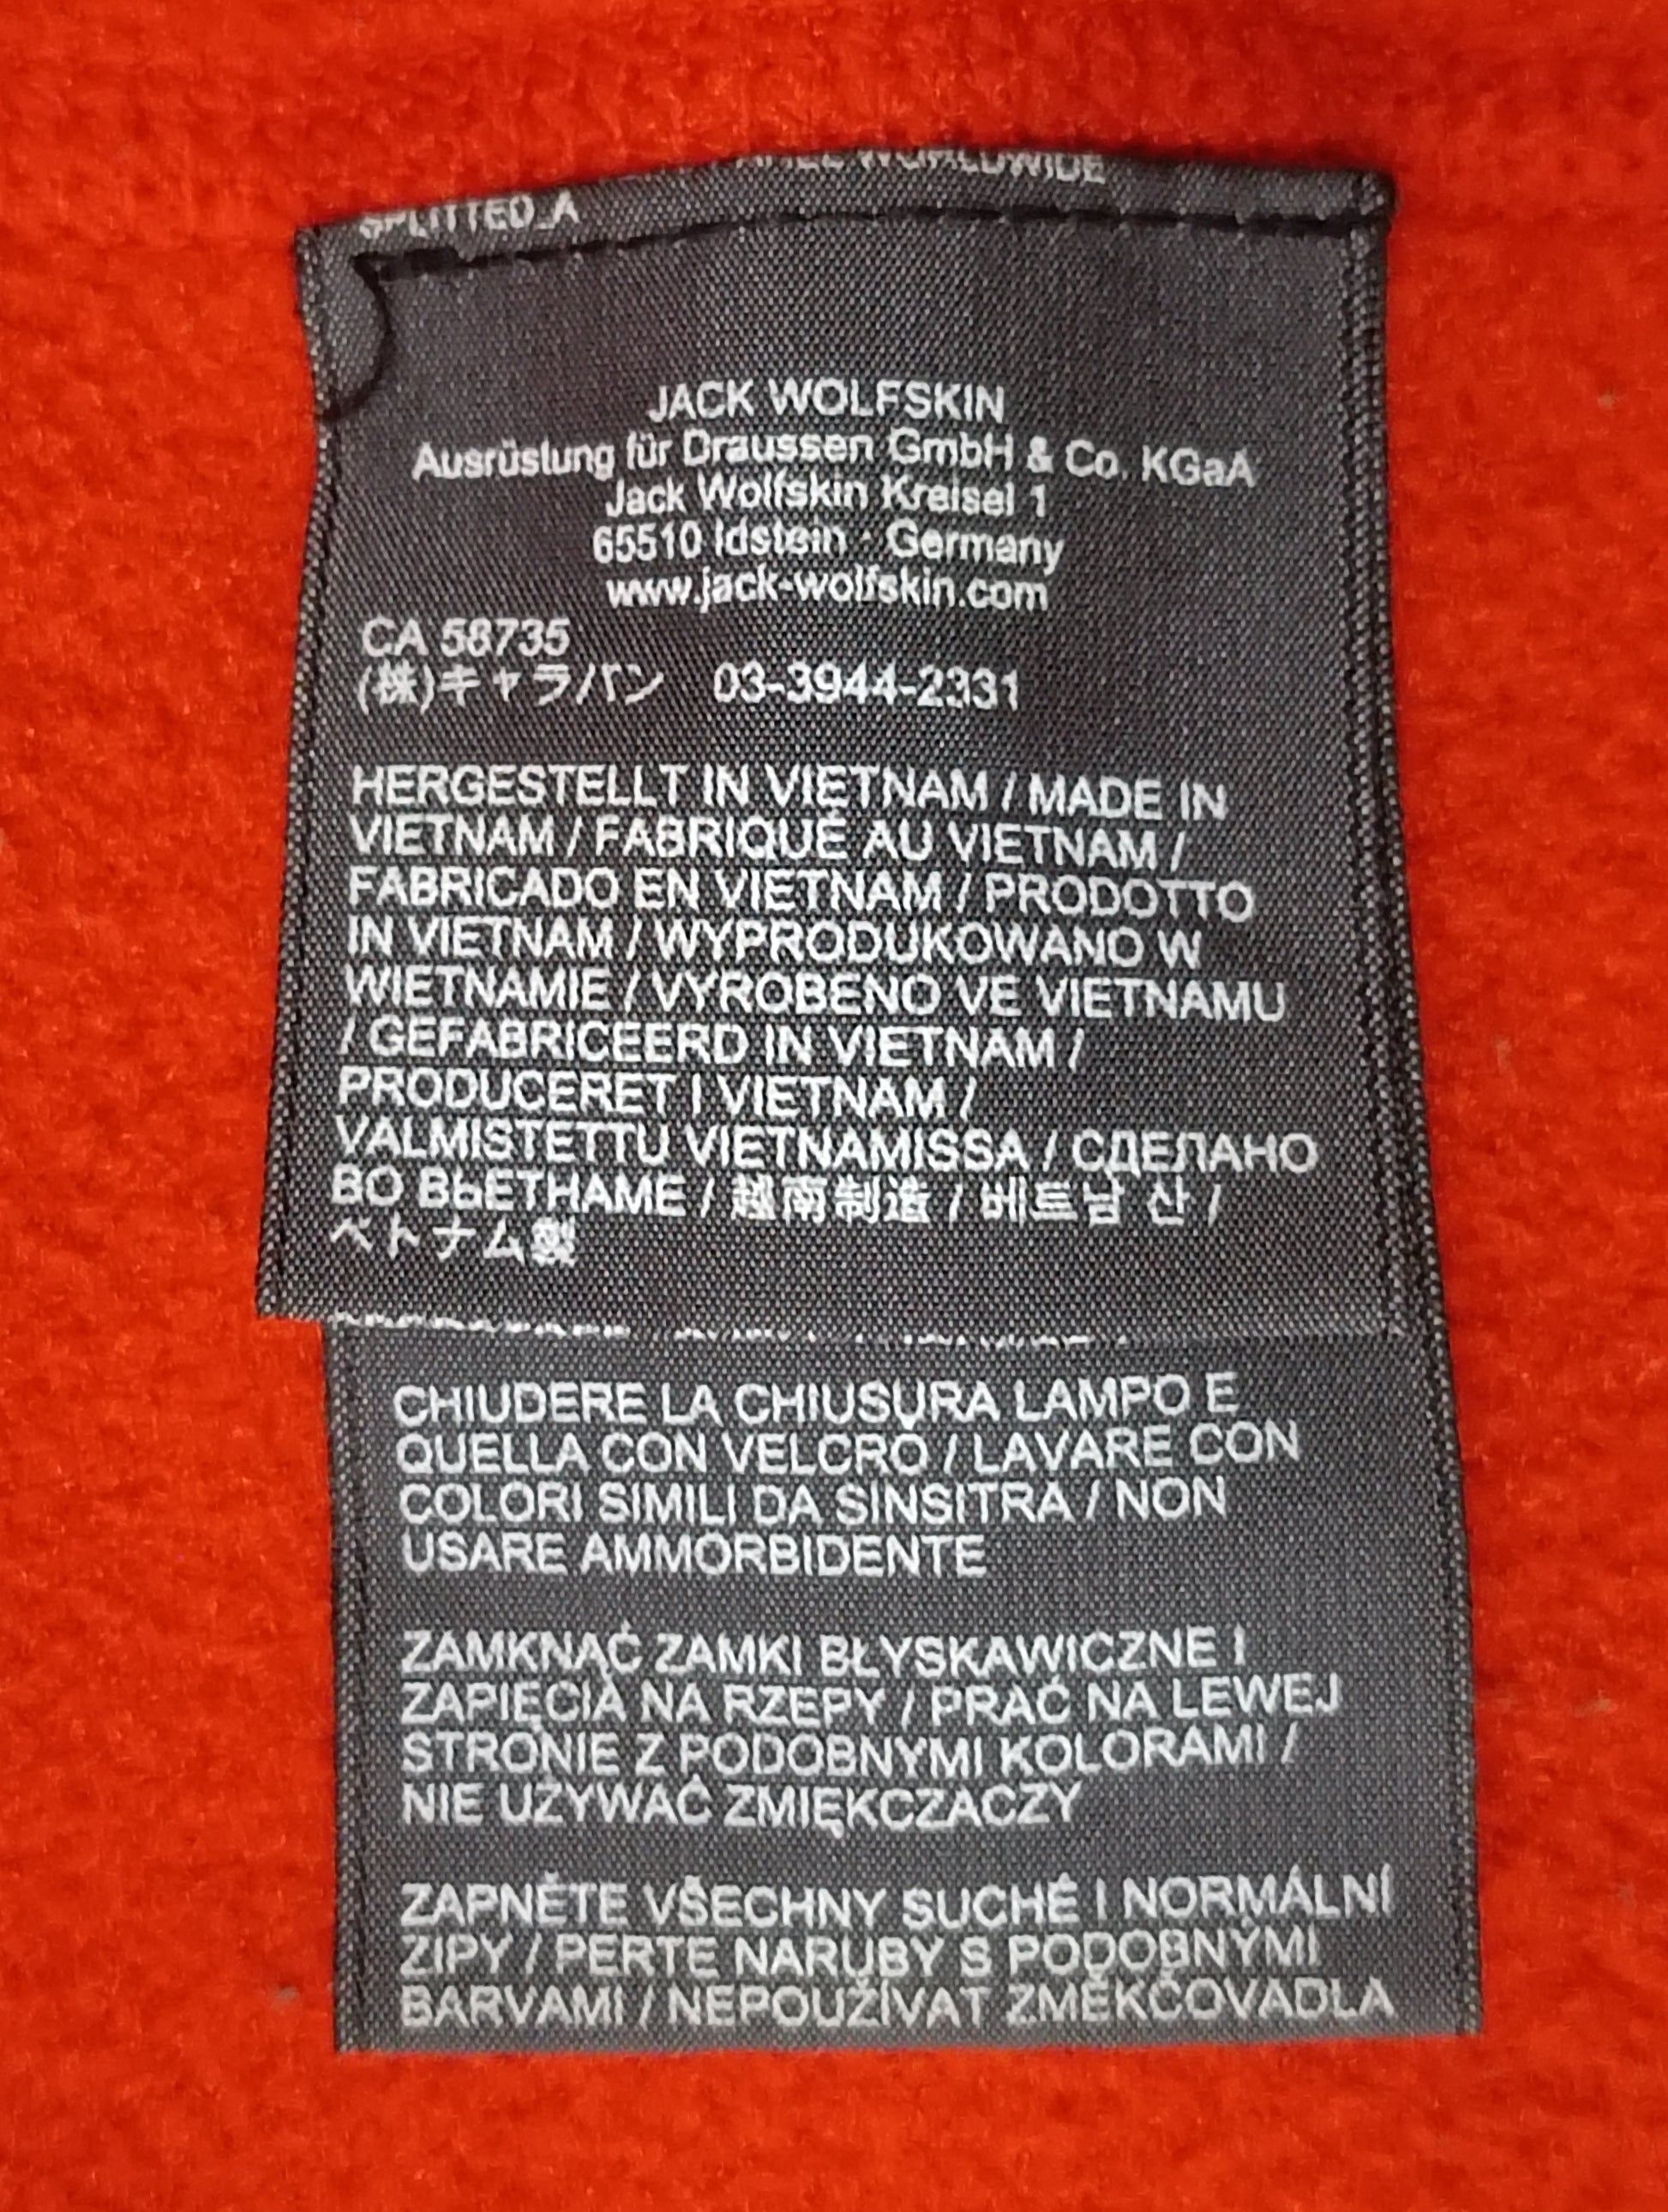 WORLDWIDE
SPLITTED_A
JACK WOLFSKIN
Ausrüstung für Draussen GmbH & Co. KGaA
Jack Wolfskin Kreisel 1
65510 Idstein · Germany
www.jack-wolfskin.com
CA 58735
(株)キャラバン 03-3944-2331
HERGESTELLT IN VIETNAM / MADE IN
VIETNAM / FABRIQUÉ AU VIETNAM /
FABRICADO EN VIETNAM / PRODOTTO
IN VIETNAM / WYPRODUKOWANO W
WIETNAMIE / VYROBENO VE VIETNAMU
/ GEFABRICEERD IN VIETNAM /
PRODUCERET I VIETNAM /
VALMISTETTU VIETNAMISSA / СДЕЛАНО
ВО ВЬЕТНАМЕ / 越南制造 / 베트남 산 /
ベトナム製
CHIUDERE LA CHIUSURA LAMPO E
QUELLA CON VELCRO / LAVARE CON
COLORI SIMILI DA SINSITRA / NON
USARE AMMORBIDENTE
ZAMKNĄĆ ZAMKI BŁYSKAWICZNE I
ZAPIĘCIA NA RZEPY / PRAĆ NA LEWEJ
STRONIE Z PODOBNYMI KOLORAMI /
NIE UŻYWAĆ ZMIĘKCZACZY
ZAPNĚTE VŠECHNY SUCHÉ I NORMÁLNÍ
ZIPY / PERTE NARUBY S PODOBNÝMI
BARVAMI / NEPOUŽÍVAT ZMĚKČOVADLA